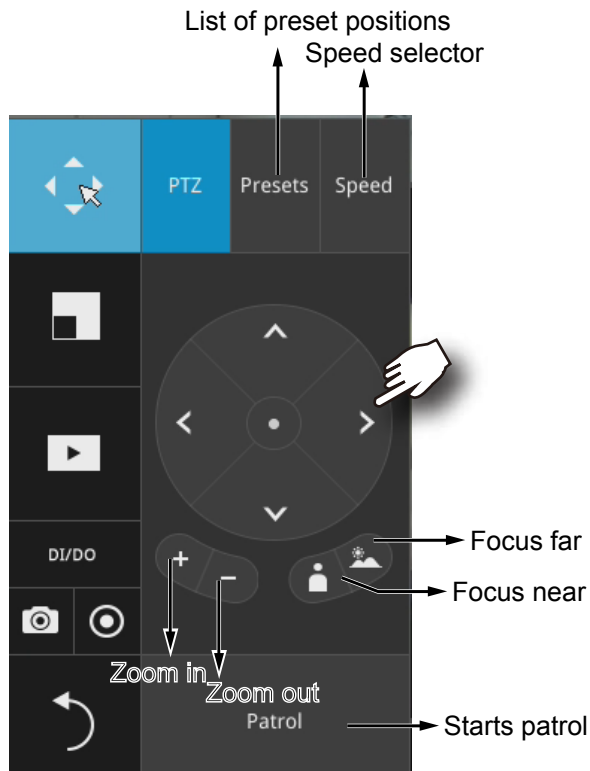 List of preset positions
Speed selector
PTZ
Presets
Speed
DI/DO
+
-
Focus far
Focus near
Zoom in
Zoom out
Patrol
Starts patrol